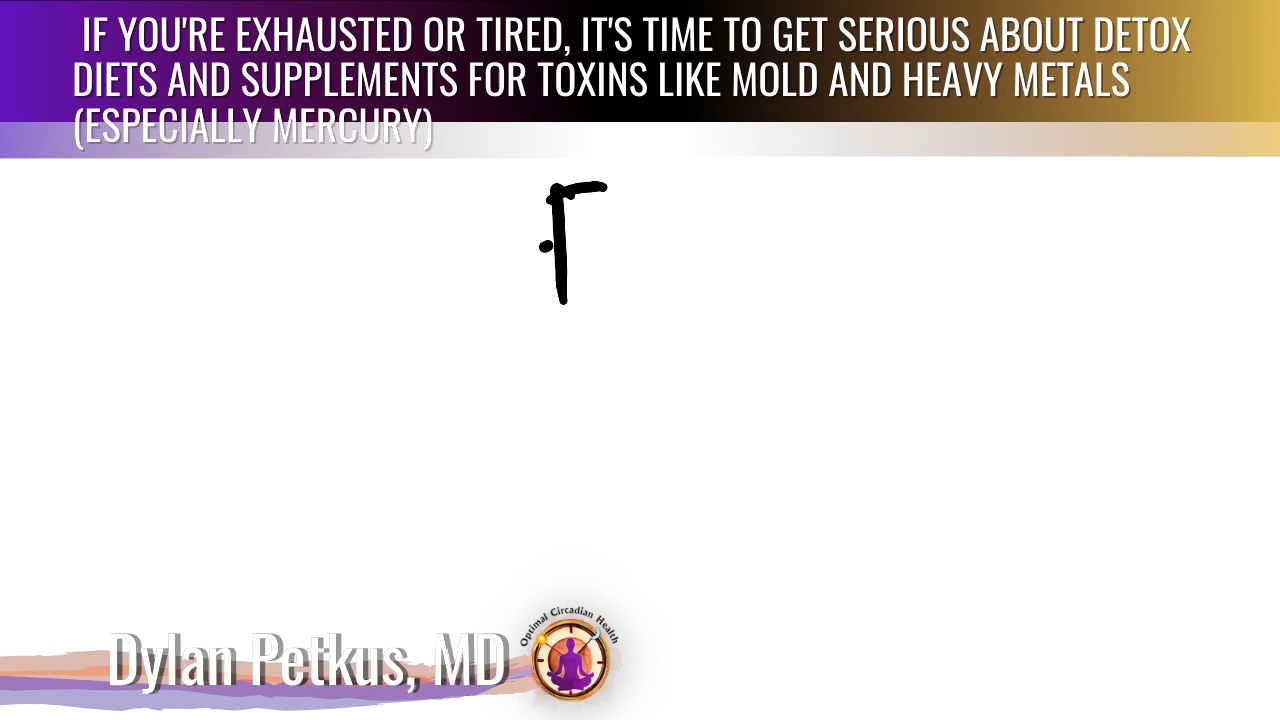 IF YOU'RE EXHAUSTED OR TIRED, IT'S TIME TO GET SERIOUS ABOUT DETOX
DIETS AND SUPPLEMENTS FOR TOXINS LIKE MOLD AND HEAVY METALS
(ESPECIALLY MERCURY)
Optimal Circadian Health
Dylan Petkus, MD